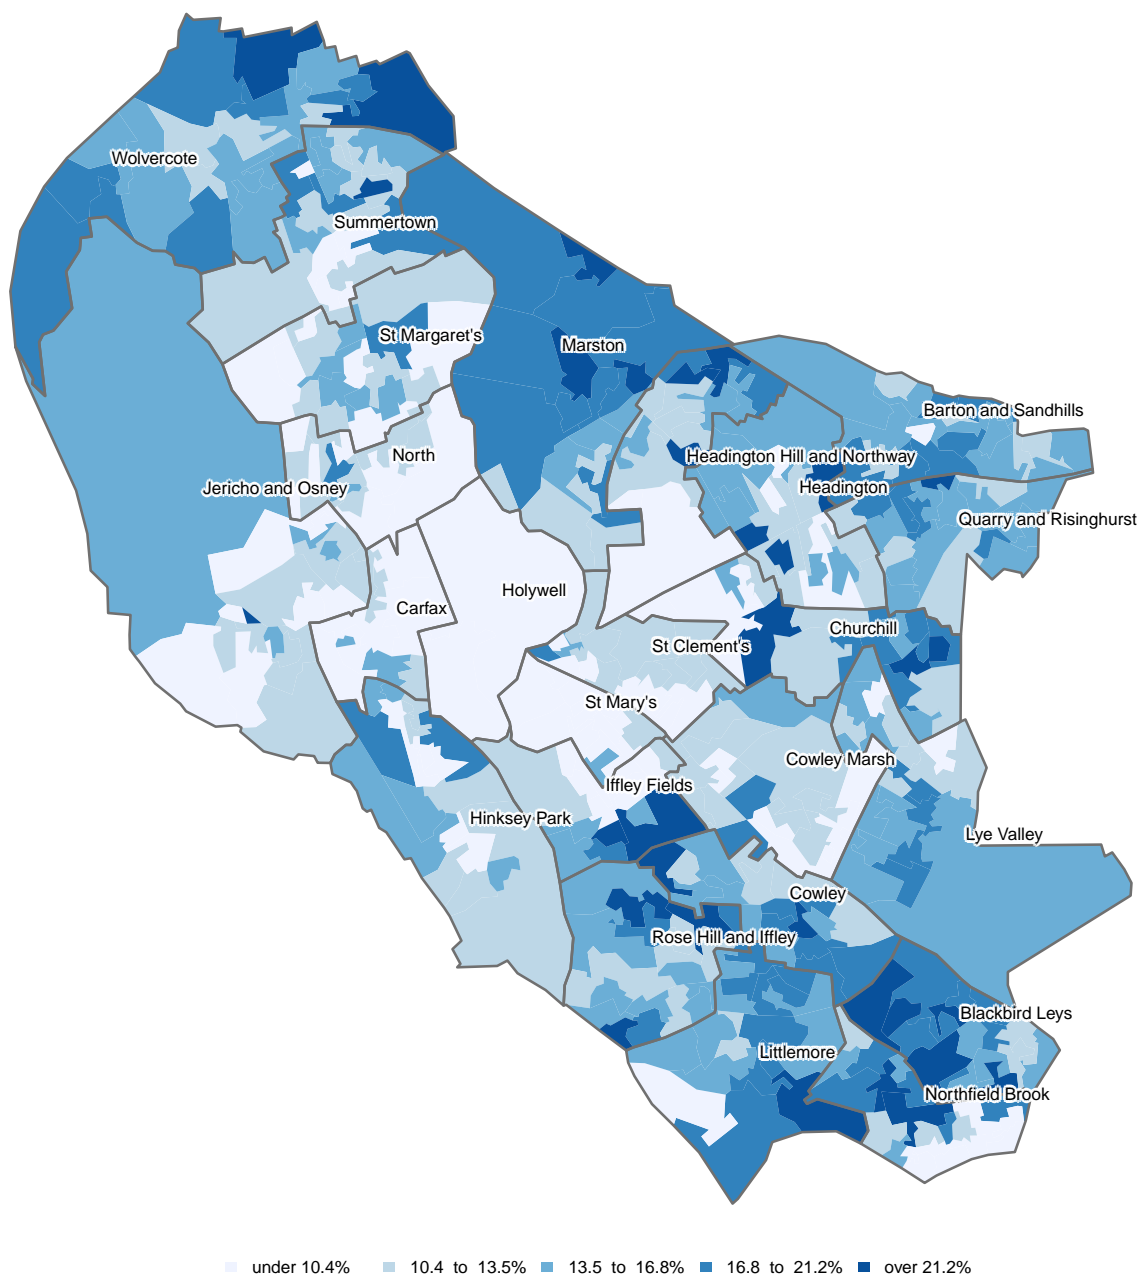 Wolvercote
Summertown
St Margaret's
Marston
Barton and Sandhills
North
Headington Hill and Northway
Jericho and Osney
Headington
Quarry and Risinghurst
Holywell
Carfax
Churchill
St Clement's
St Mary's
Cowley Marsh
Iffley Fields
Hinksey Park
Lye Valley
Cowley
Rose Hill and Iffley
Blackbird Leys
Littlemore
Northfield Brook
under 10.4% 10.4 to 13.5% 13.5 to 16.8% 16.8 to 21.2% over 21.2%